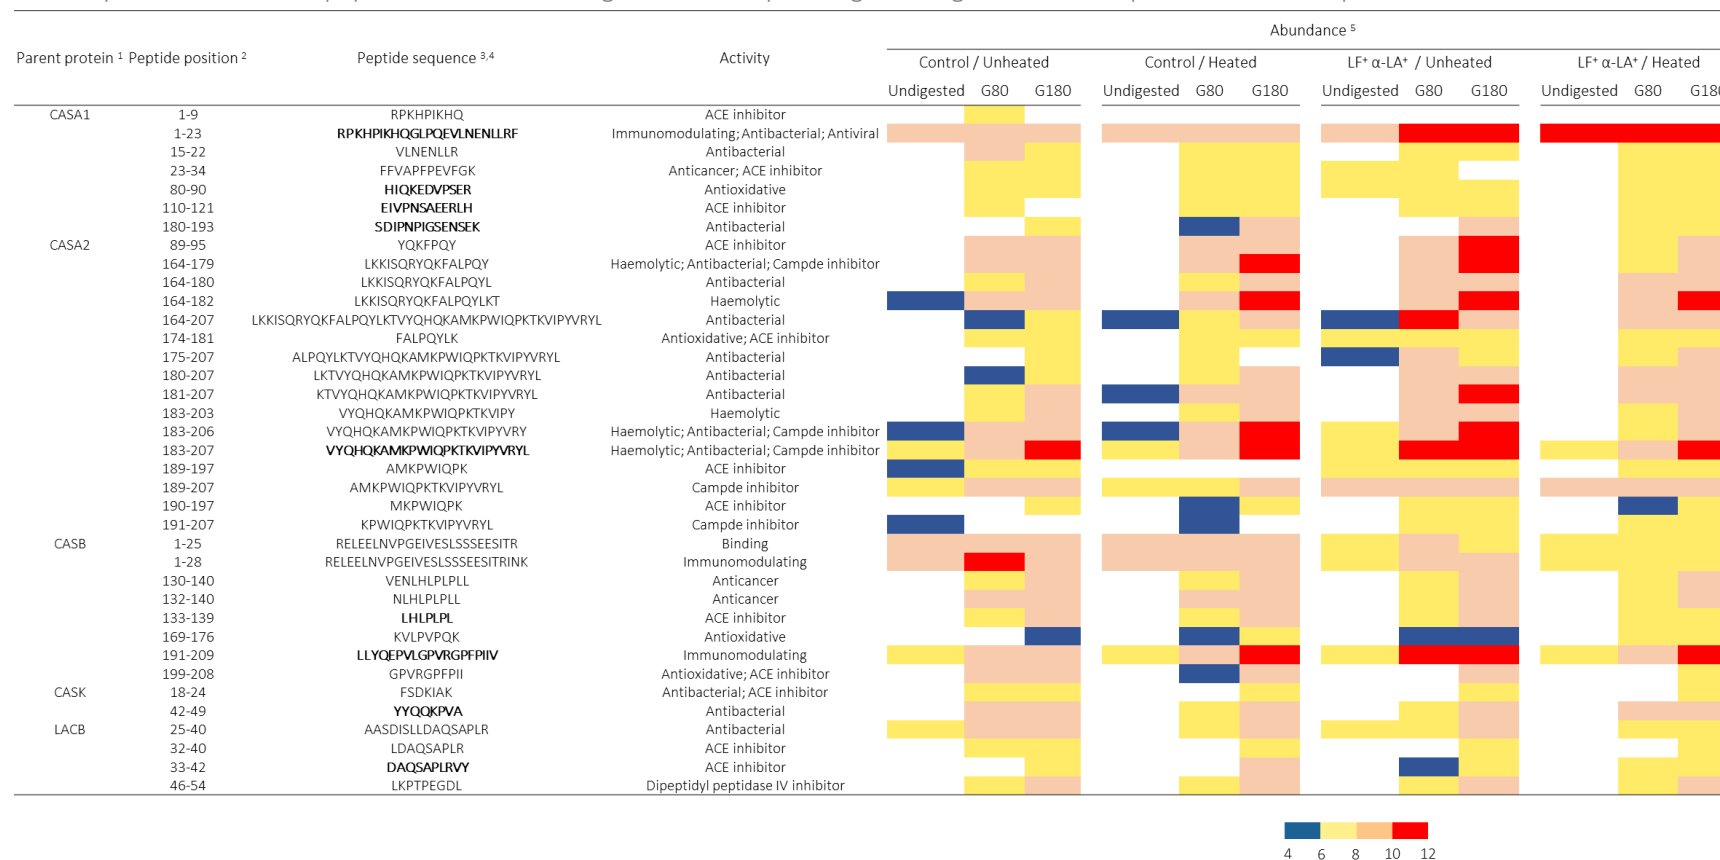 Abundance 5
Parent protein 1 Peptide position 2 Peptide sequence 3,4 Activity
Control / Unheated Control / Heated LF+ α-LA+ / Unheated LF+ α-LA+ / Heated
Undigested G80 G180 Undigested G80 G180 Undigested G80 G180 Undigested G80 G180
CASA1 1-9 RPKHPIKHQ ACE inhibitor
1-23 RPKHPIKHQGLPQEVLNENLLRF Immunomodulating; Antibacterial; Antiviral
15-22 VLNENLLR Antibacterial
23-34 FFVAPFPEVFGK Anticancer; ACE inhibitor
80-90 HIQKEDVPSER Antioxidative
110-121 EIVPNSAEERLH ACE inhibitor
180-193 SDIPNPIGSENSEK Antibacterial
CASA2 89-95 YQKFPQY ACE inhibitor
164-179 LKKISQRYQKFALPQY Haemolytic; Antibacterial; Campde inhibitor
164-180 LKKISQRYQKFALPQYL Antibacterial
164-182 LKKISQRYQKFALPQYLKT Haemolytic
164-207 LKKISQRYQKFALPQYLKTVYQHQKAMKPWIQPKTKVIPYVRYL Antibacterial
174-181 FALPQYLK Antioxidative; ACE inhibitor
175-207 ALPQYLKTVYQHQKAMKPWIQPKTKVIPYVRYL Antibacterial
180-207 LKTVYQHQKAMKPWIQPKTKVIPYVRYL Antibacterial
181-207 KTVYQHQKAMKPWIQPKTKVIPYVRYL Antibacterial
183-203 VYQHQKAMKPWIQPKTKVIPY Haemolytic
183-206 VYQHQKAMKPWIQPKTKVIPYVRY Haemolytic; Antibacterial; Campde inhibitor
183-207 VYQHQKAMKPWIQPKTKVIPYVRYL Haemolytic; Antibacterial; Campde inhibitor
189-197 AMKPWIQPK ACE inhibitor
189-207 AMKPWIQPKTKVIPYVRYL Campde inhibitor
190-197 MKPWIQPK ACE inhibitor
191-207 KPWIQPKTKVIPYVRYL Campde inhibitor
CASB 1-25 RELEELNVPGEIVESLSSSEESITR Binding
1-28 RELEELNVPGEIVESLSSSEESITRINK Immunomodulating
130-140 VENLHLPLPLL Anticancer
132-140 NLHLPLPLL Anticancer
133-139 LHLPLPL ACE inhibitor
169-176 KVLPVPQK Antioxidative
191-209 LLYQEPVLGPVRGPFPIIV Immunomodulating
199-208 GPVRGPFPII Antioxidative; ACE inhibitor
CASK 18-24 FSDKIAK Antibacterial; ACE inhibitor
42-49 YYQQKPVA Antibacterial
LACB 25-40 AASDISLLDAQSAPLR Antibacterial
32-40 LDAQSAPLR ACE inhibitor
33-42 DAQSAPLRVY ACE inhibitor
46-54 LKPTPEGDL Dipeptidyl peptidase IV inhibitor
4 6 8 10 12